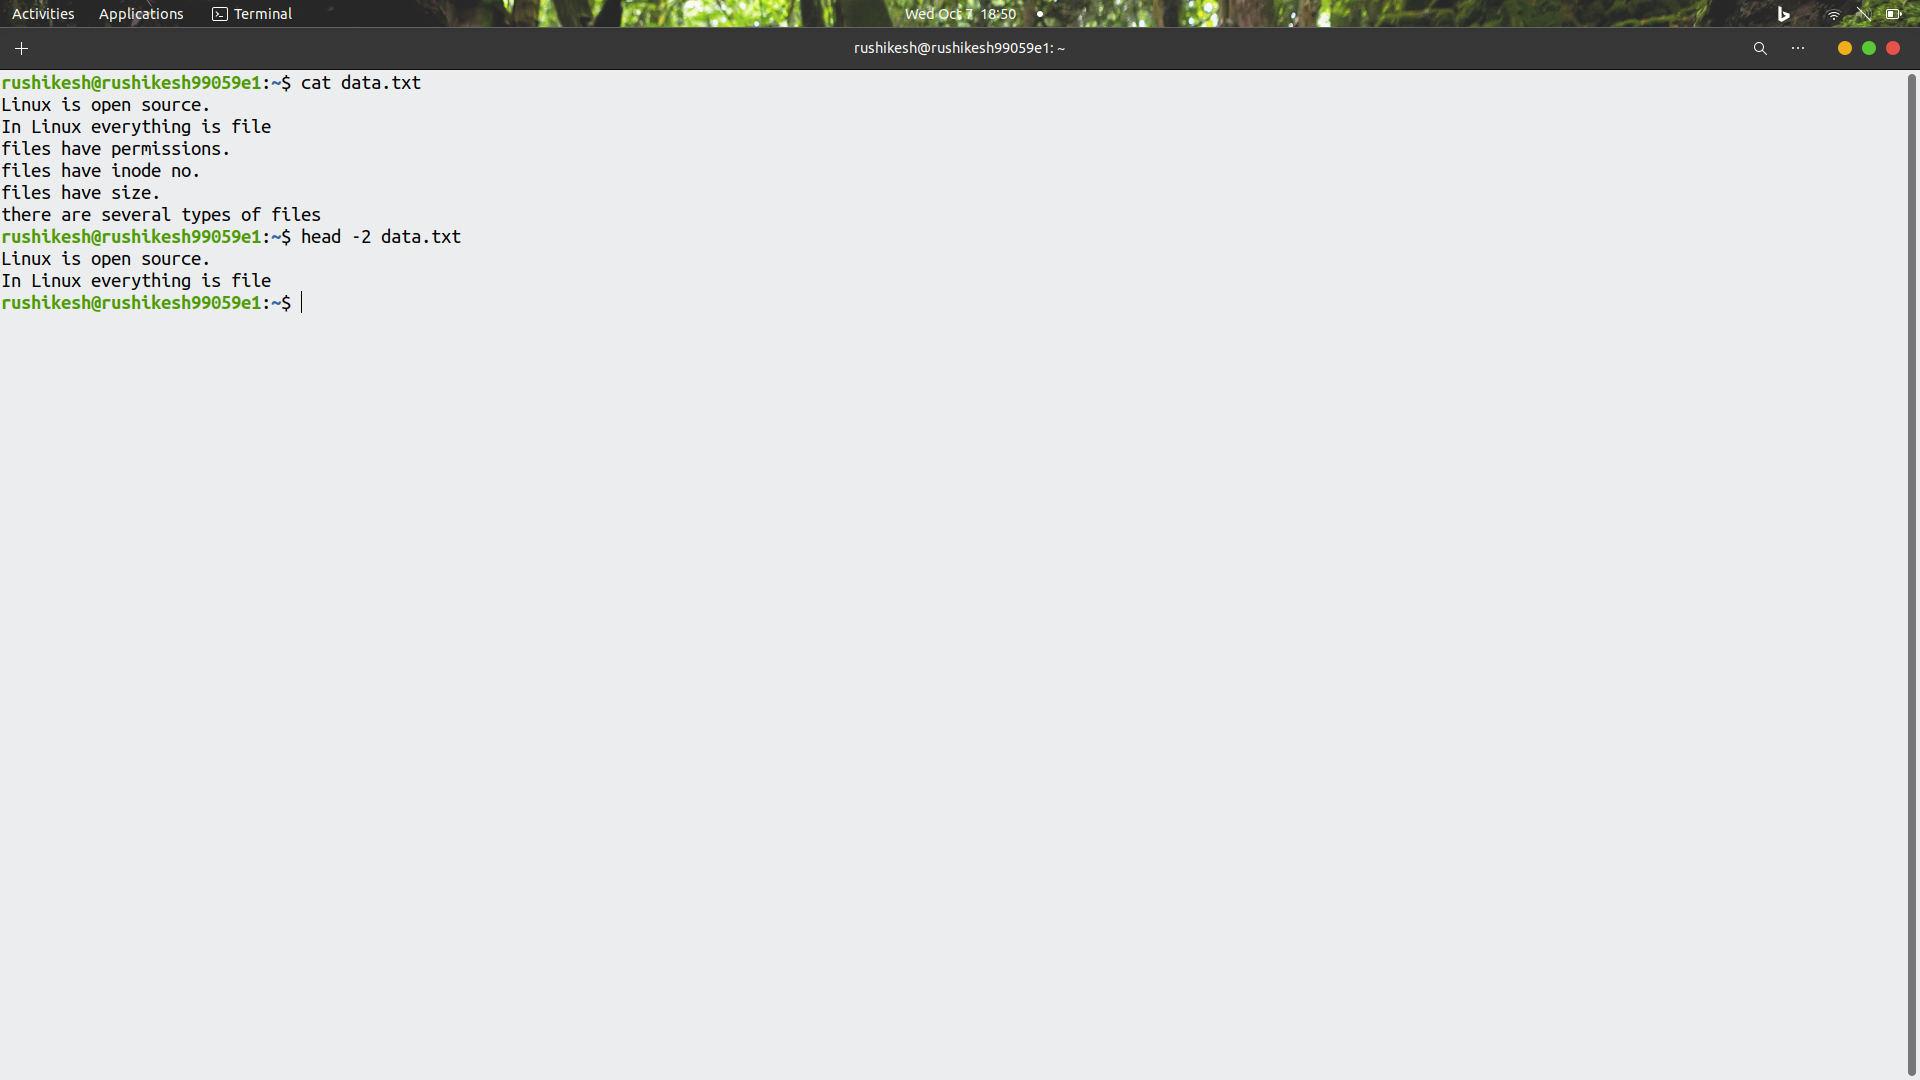 Activities Applications Terminal Wed Oct 7 18:50
rushikesh@rushikesh99059e1: ~
rushikesh@rushikesh99059e1:~$ cat data.txt
Linux is open source.
In Linux everything is file
files have permissions.
files have inode no.
files have size.
there are several types of files
rushikesh@rushikesh99059e1:~$ head -2 data.txt
Linux is open source.
In Linux everything is file
rushikesh@rushikesh99059e1:~$